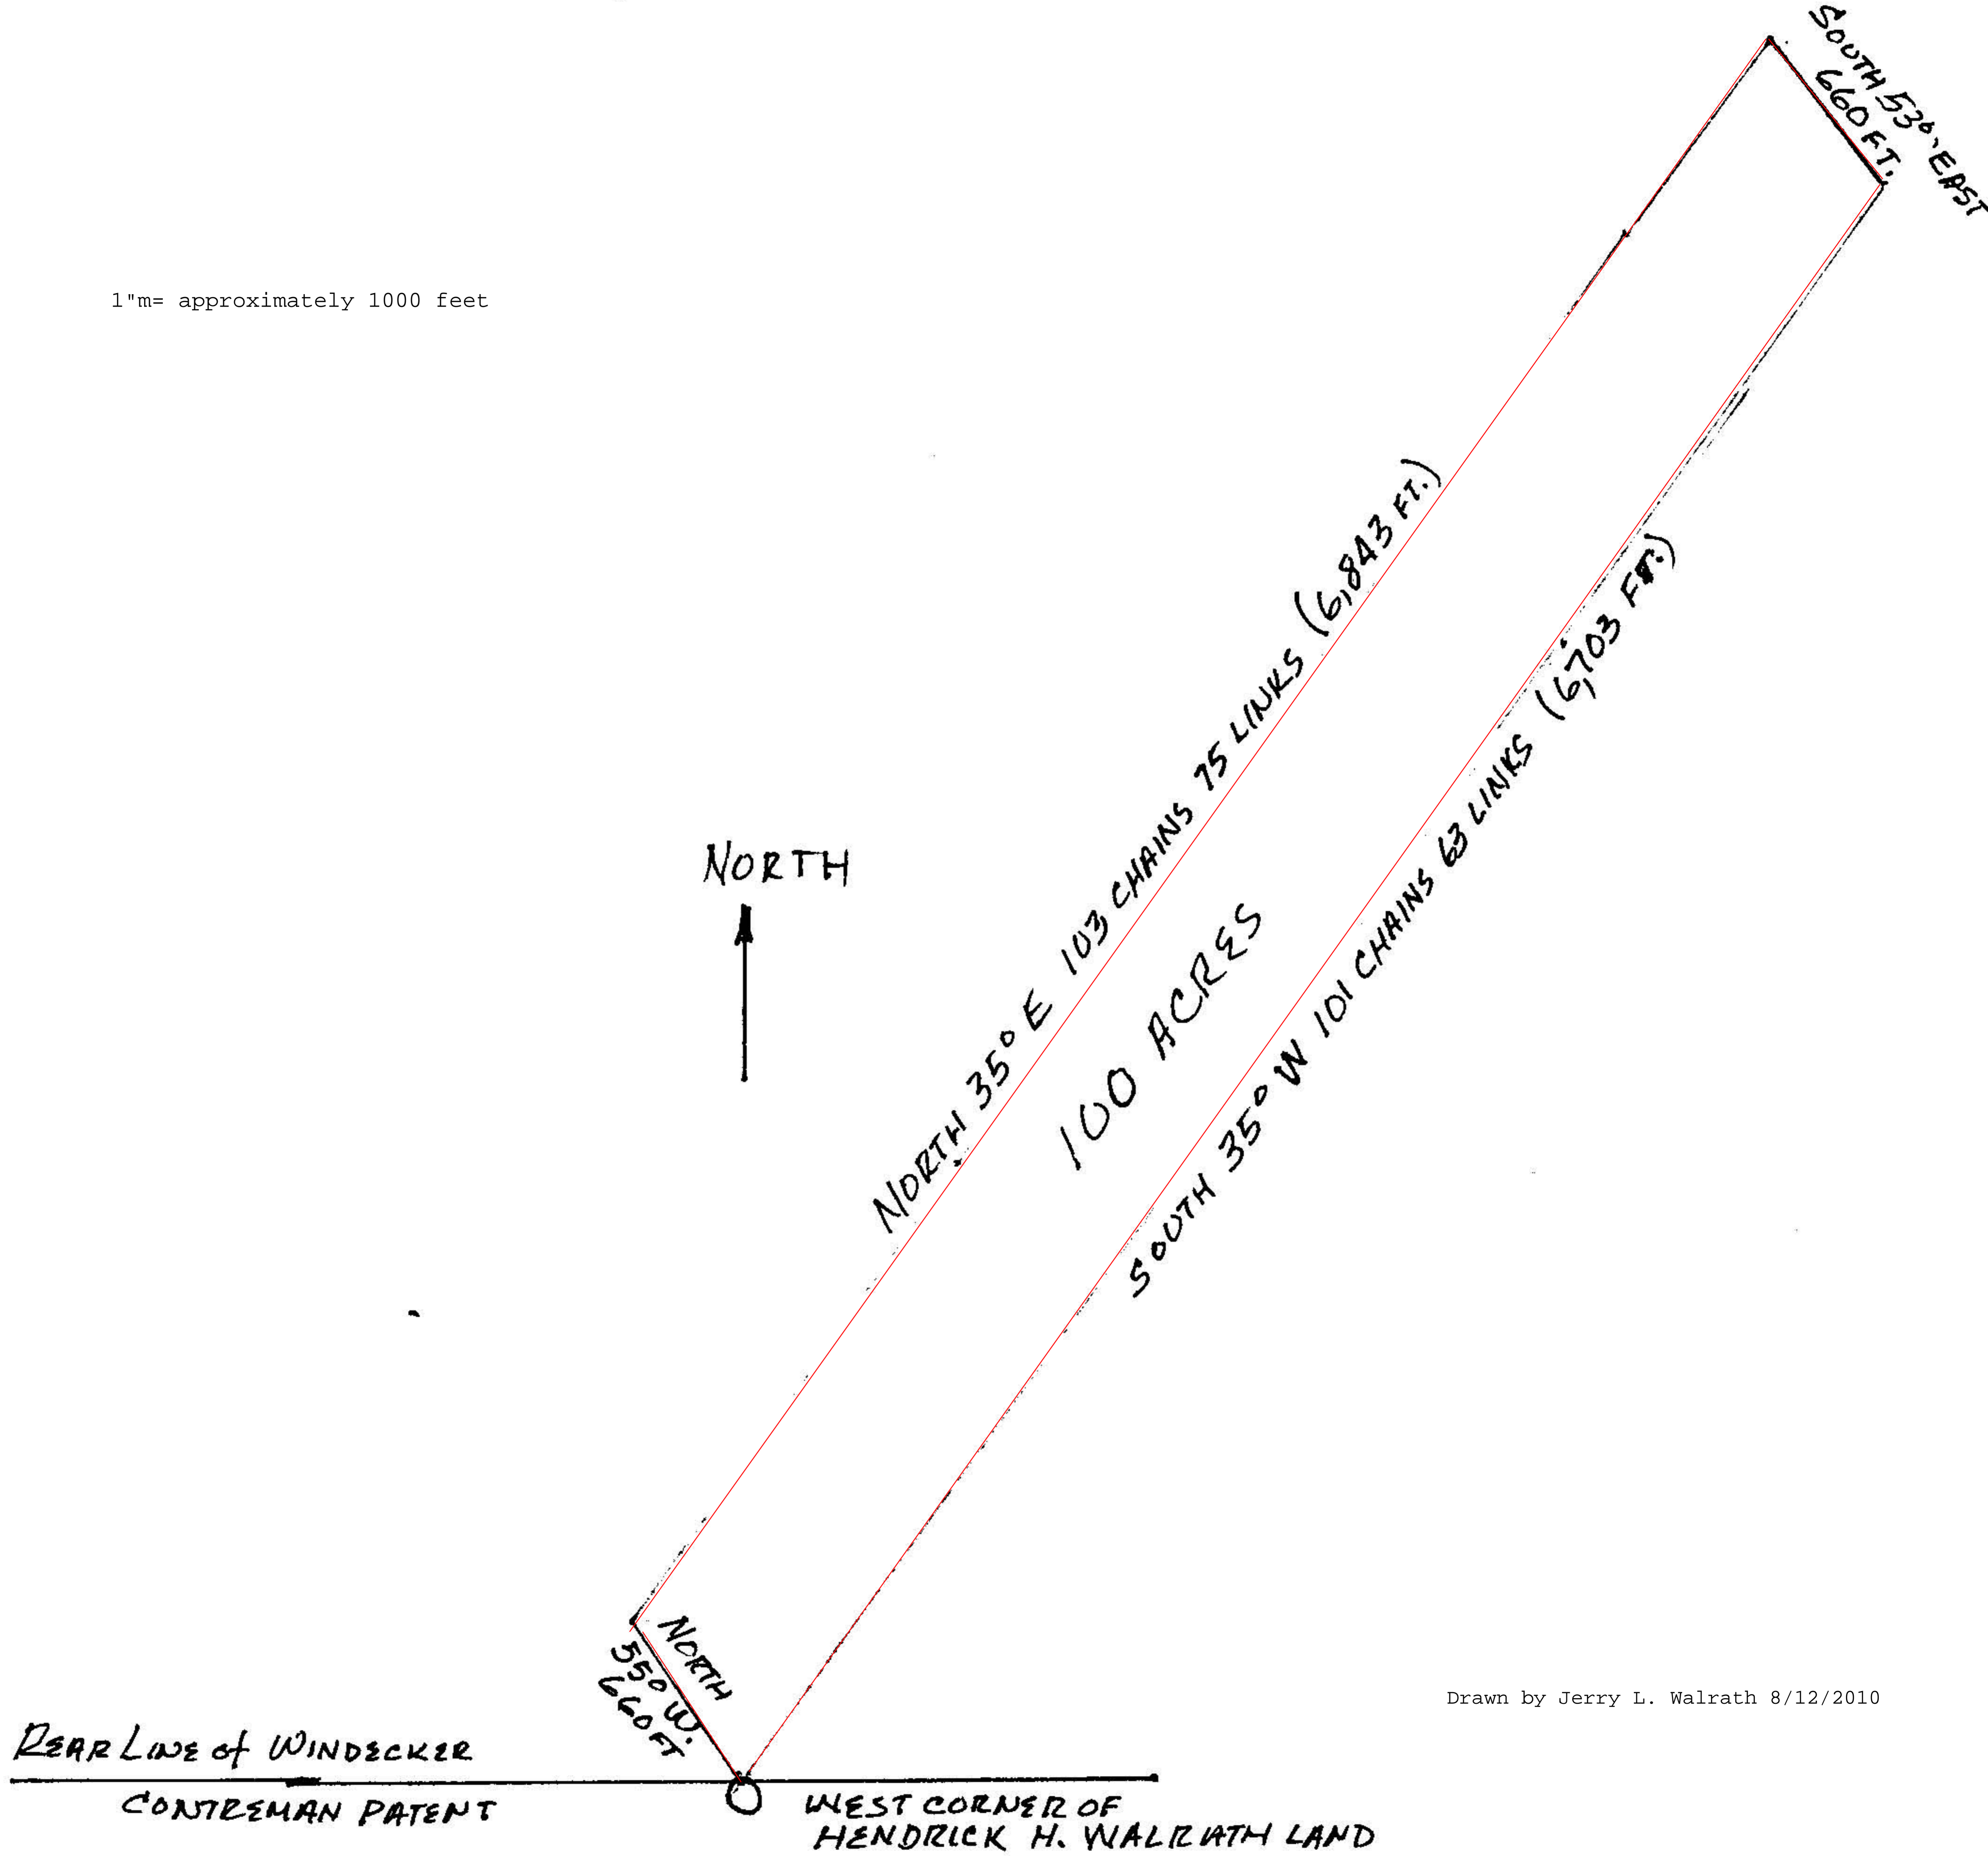 SOUTH 53° EAST
660 FT.
1"m= approximately 1000 feet
NORTH 35° E 103 CHAINS 75 LINKS (6,843 FT.)
SOUTH 35° W 101 CHAINS 63 LINKS (6,703 FT.)
NORTH
100 ACRES
NORTH
55° W.
660 FT
Drawn by Jerry L. Walrath 8/12/2010
REAR LINE of WINDECKER
CONTREMAN PATENT
WEST CORNER OF
HENDRICK H. WALRATH LAND